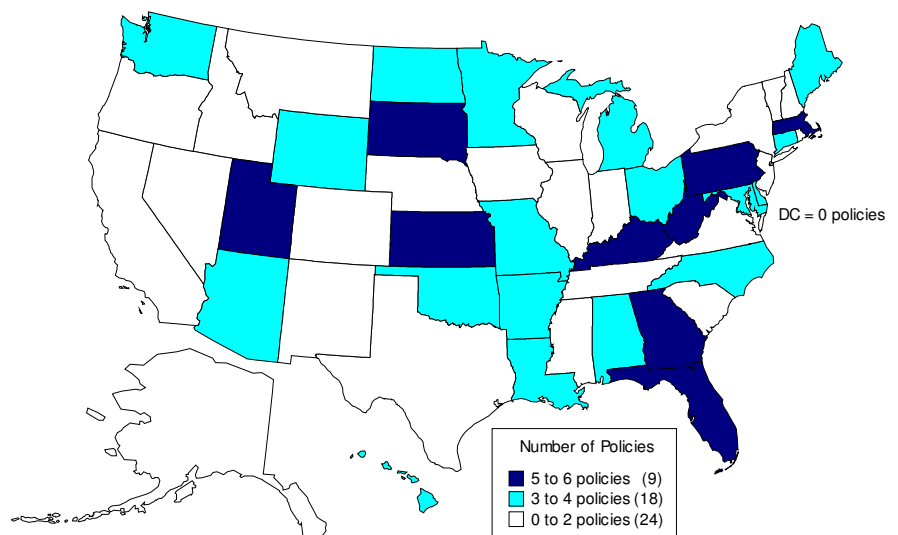 DC = 0 policies
Number of Policies
5 to 6 policies (9)
3 to 4 policies (18)
0 to 2 policies (24)